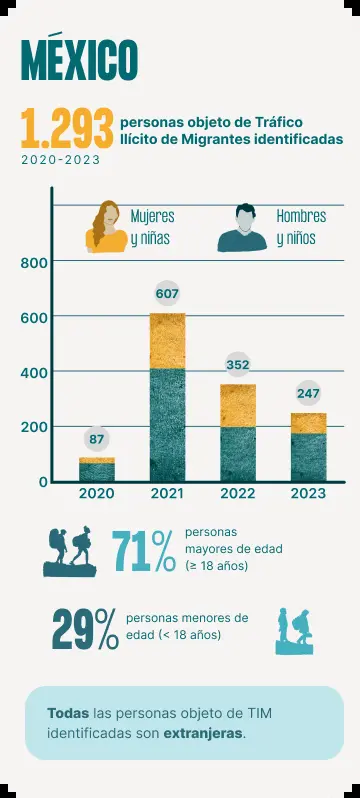 MÉXICO
1.293 personas objeto de Tráfico
Ilícito de Migrantes identificadas
2020-2023
Mujeres
y niñas
Hombres
y niños
800
600
400
200
0
87
607
352
247
2020 2021 2022 2023
71% personas
mayores de edad
(≥ 18 años)
29% personas menores de
edad (< 18 años)
Todas las personas objeto de TIM
identificadas son extranjeras.